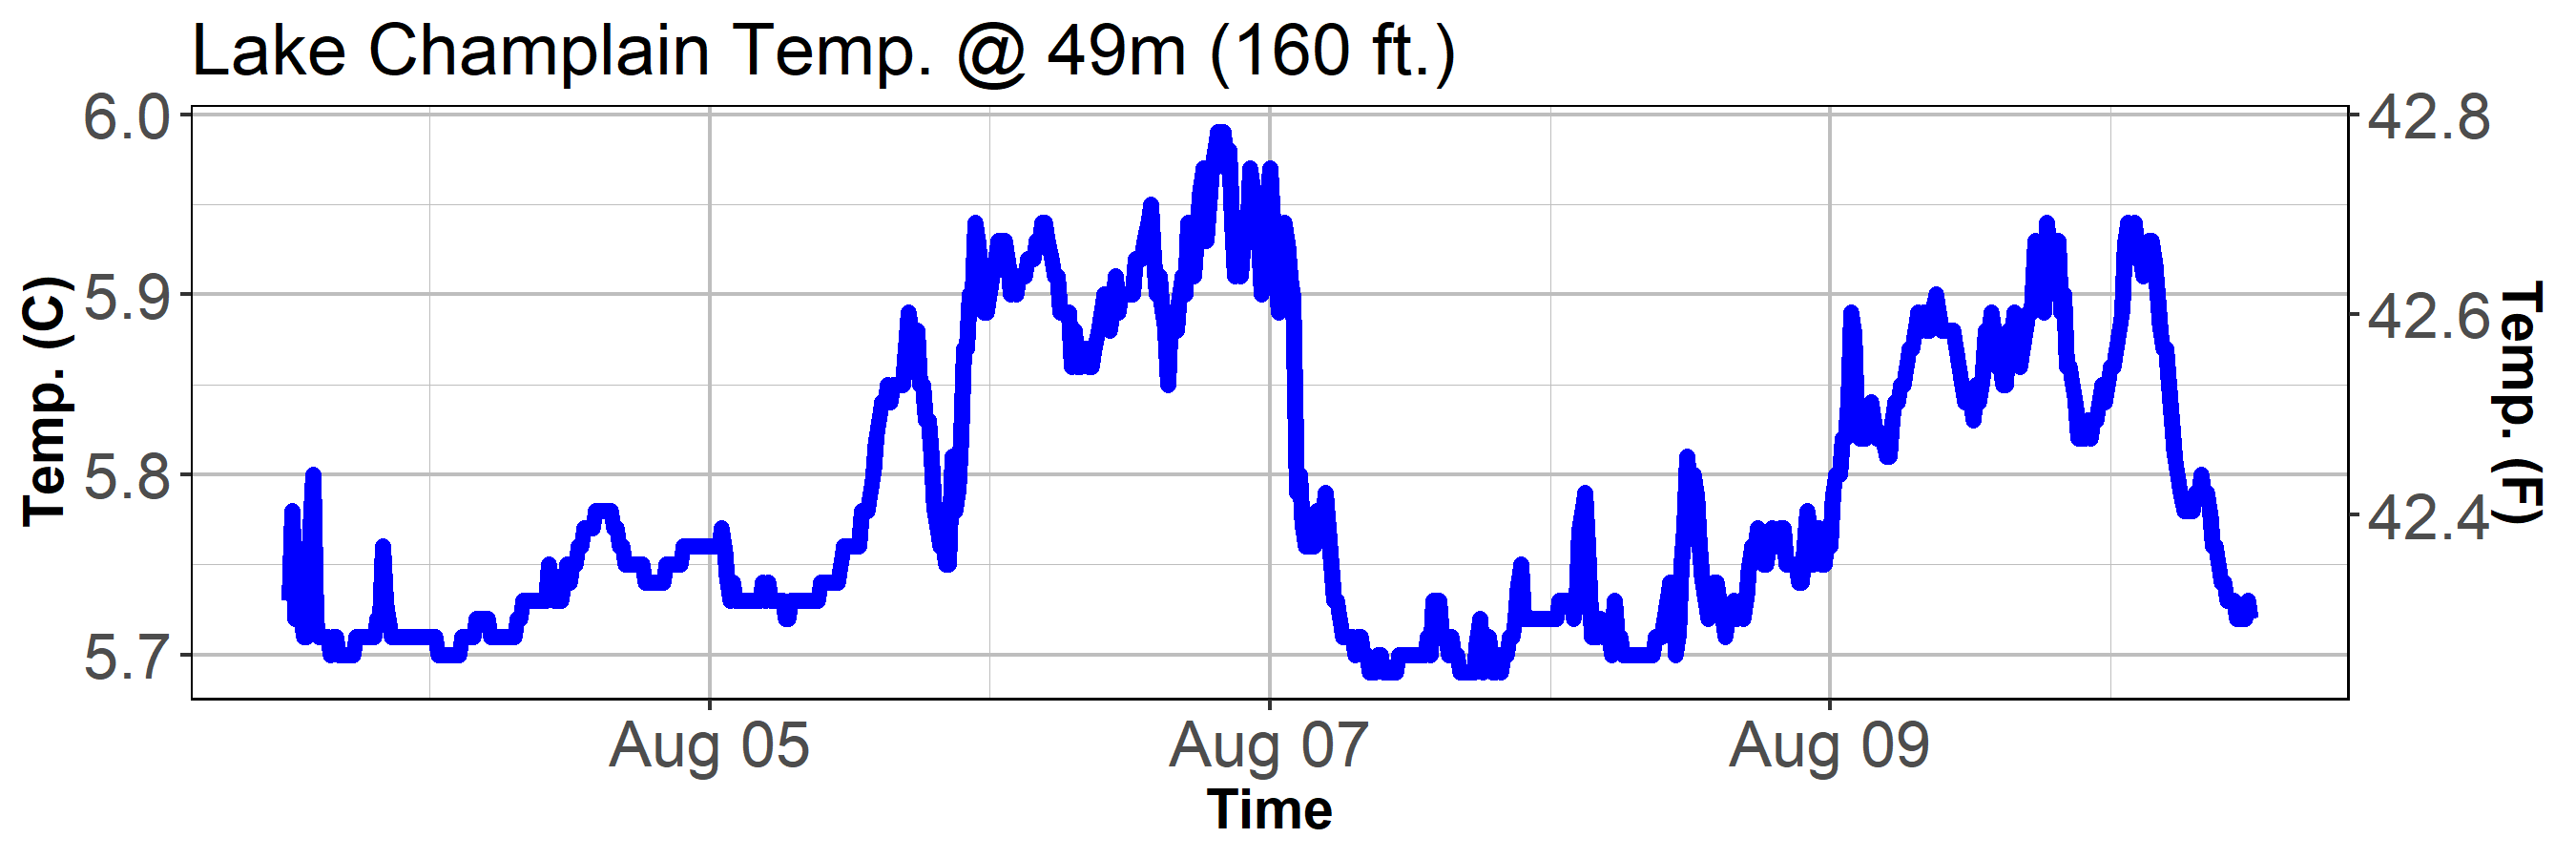 Lake Champlain Temp. @ 49m (160 ft.)
Temp. (C)
6.0
5.9
5.8
5.7
42.8
42.6
42.4
Temp. (F)
Aug 05 Aug 07 Aug 09
Time